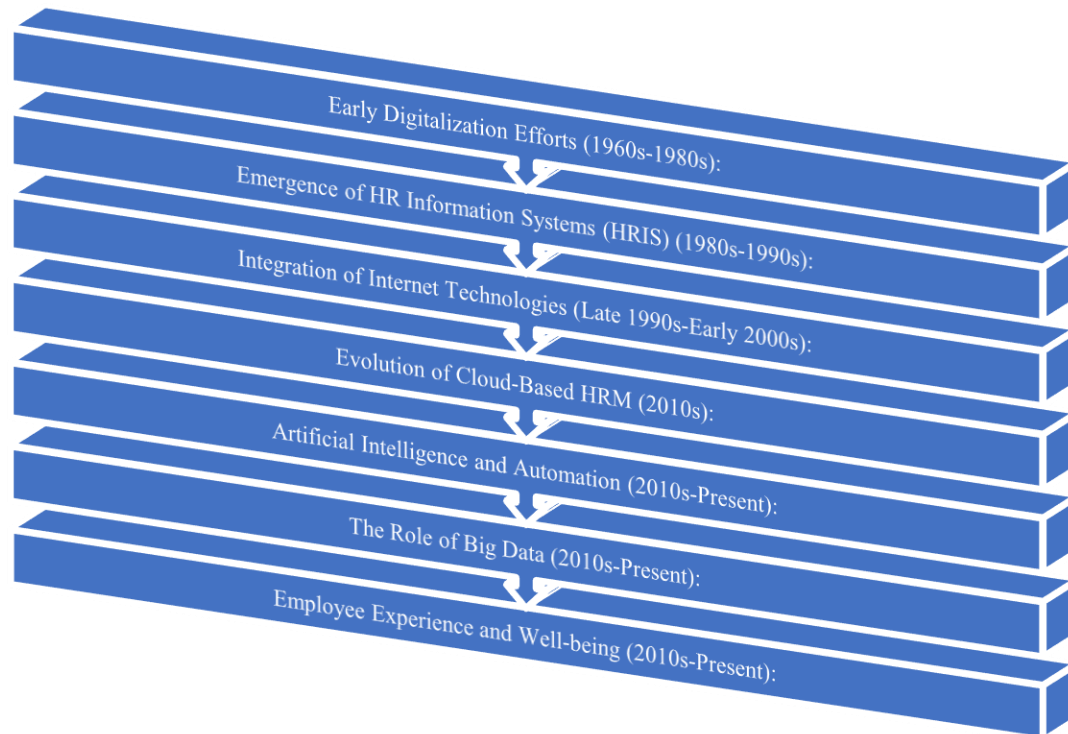 Early Digitalization Efforts (1960s-1980s):
Emergence of HR Information Systems (HRIS) (1980s-1990s):
Integration of Internet Technologies (Late 1990s-Early 2000s):
Evolution of Cloud-Based HRM (2010s):
Artificial Intelligence and Automation (2010s-Present):
The Role of Big Data (2010s-Present):
Employee Experience and Well-being (2010s-Present):